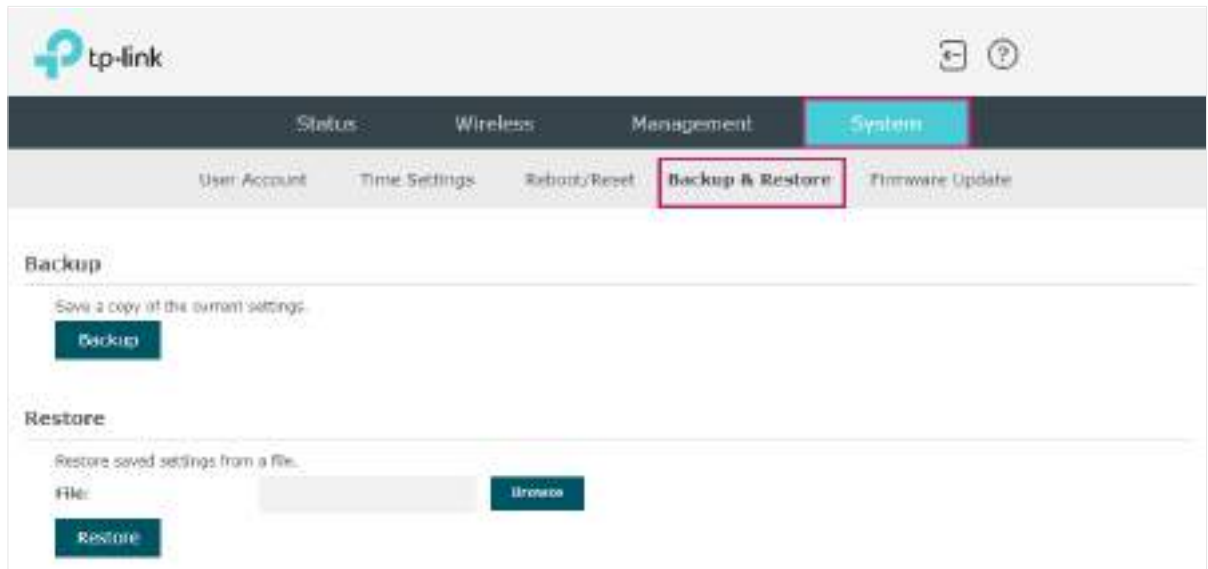 tp-link
Status Wireless Management System
User Account Time Settings Reboot/Reset Backup & Restore Firmware Update
Backup
Save a copy of the current settings.
Backup
Restore
Restore saved settings from a file.
File: Browse
Restore